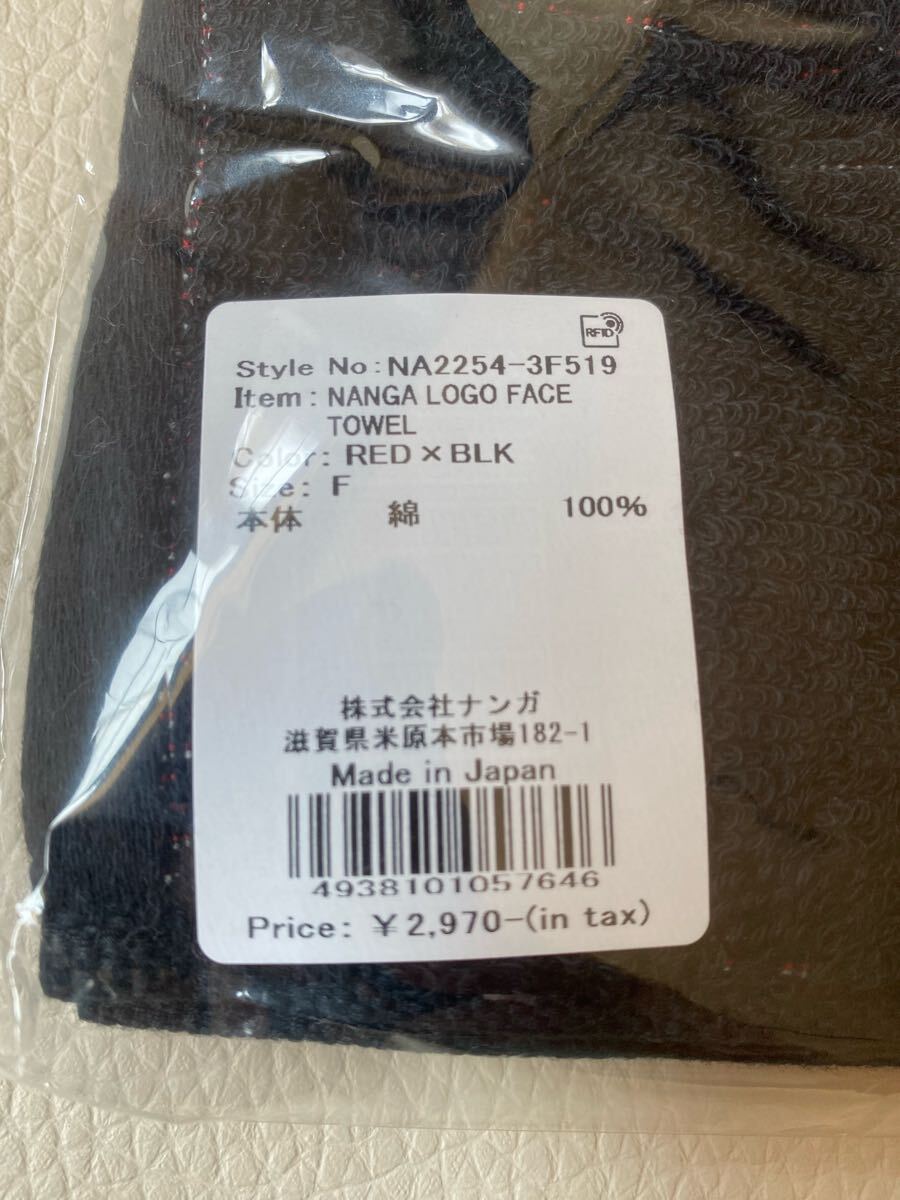 RFID
Style No: NA2254-3F519
Item: NANGA LOGO FACE
TOWEL
Color: RED×BLK
Size: F
本体 綿 100%
株式会社ナンガ
滋賀県米原本市場182-1
Made in Japan
4938101057646
Price: ¥2,970-(in tax)